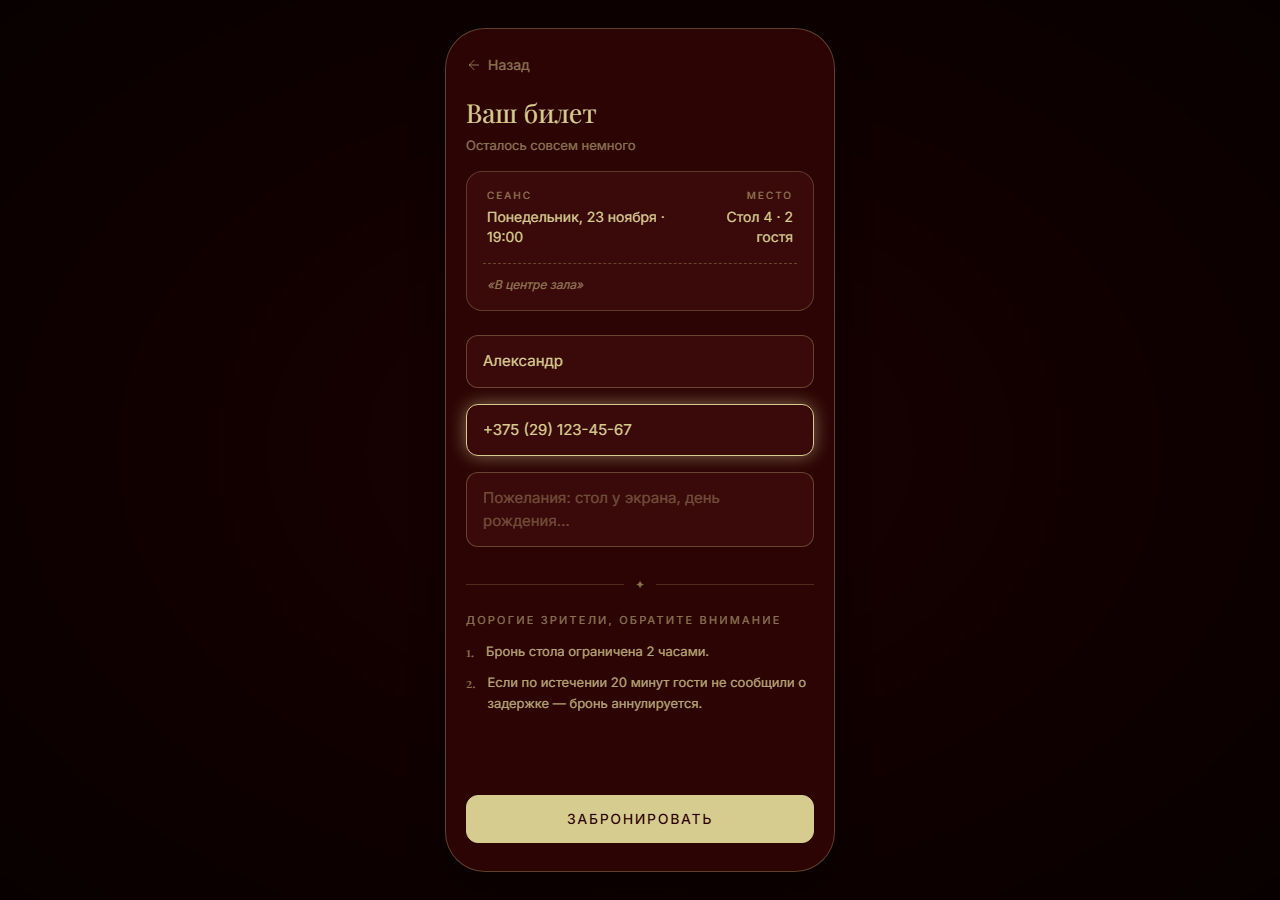 ← Назад
Ваш билет
Осталось совсем немного
СЕАНС
Понедельник, 23 ноября ·
19:00
МЕСТО
Стол 4 · 2
гостя
«В центре зала»
Александр
+375 (29) 123-45-67
Пожелания: стол у экрана, день
рождения...
ДОРОГИЕ ЗРИТЕЛИ, ОБРАТИТЕ ВНИМАНИЕ
1. Бронь стола ограничена 2 часами.
2. Если по истечении 20 минут гости не сообщили о
задержке — бронь аннулируется.
ЗАБРОНИРОВАТЬ